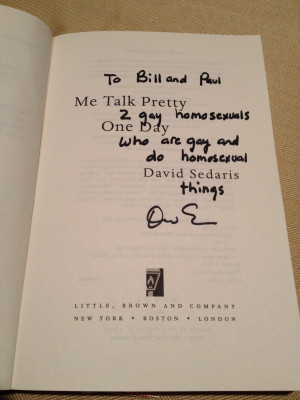 To Bill and Paul
Me Talk Pretty
2 gay homosexuals
One Day
who are gay and
do homosexual
David Sedaris
things
LITTLE, BROWN AND COMPANY
NEW YORK • BOSTON • LONDON